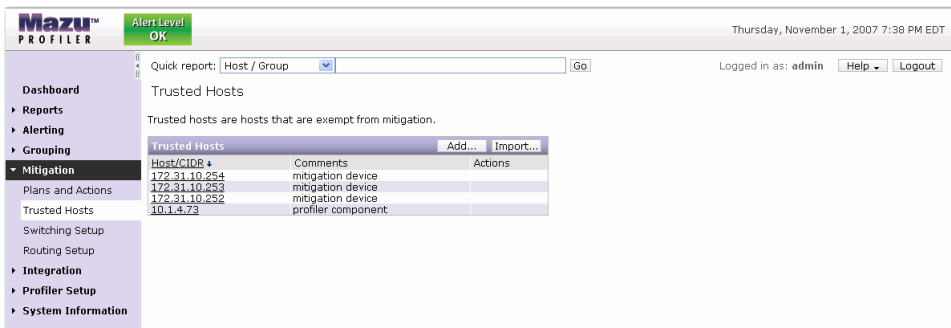 Mazu™
PROFILER
Alert Level
OK
Thursday, November 1, 2007 7:38 PM EDT
Quick report: Host / Group Go Logged in as: admin Help Logout
Dashboard
Reports
Alerting
Grouping
Mitigation
Plans and Actions
Trusted Hosts
Switching Setup
Routing Setup
Integration
Profiler Setup
System Information
Trusted Hosts
Trusted hosts are hosts that are exempt from mitigation.
Trusted Hosts Add... Import...
Host/CIDR Comments Actions
172.31.10.254 mitigation device
172.31.10.253 mitigation device
172.31.10.252 mitigation device
10.1.4.73 profiler component